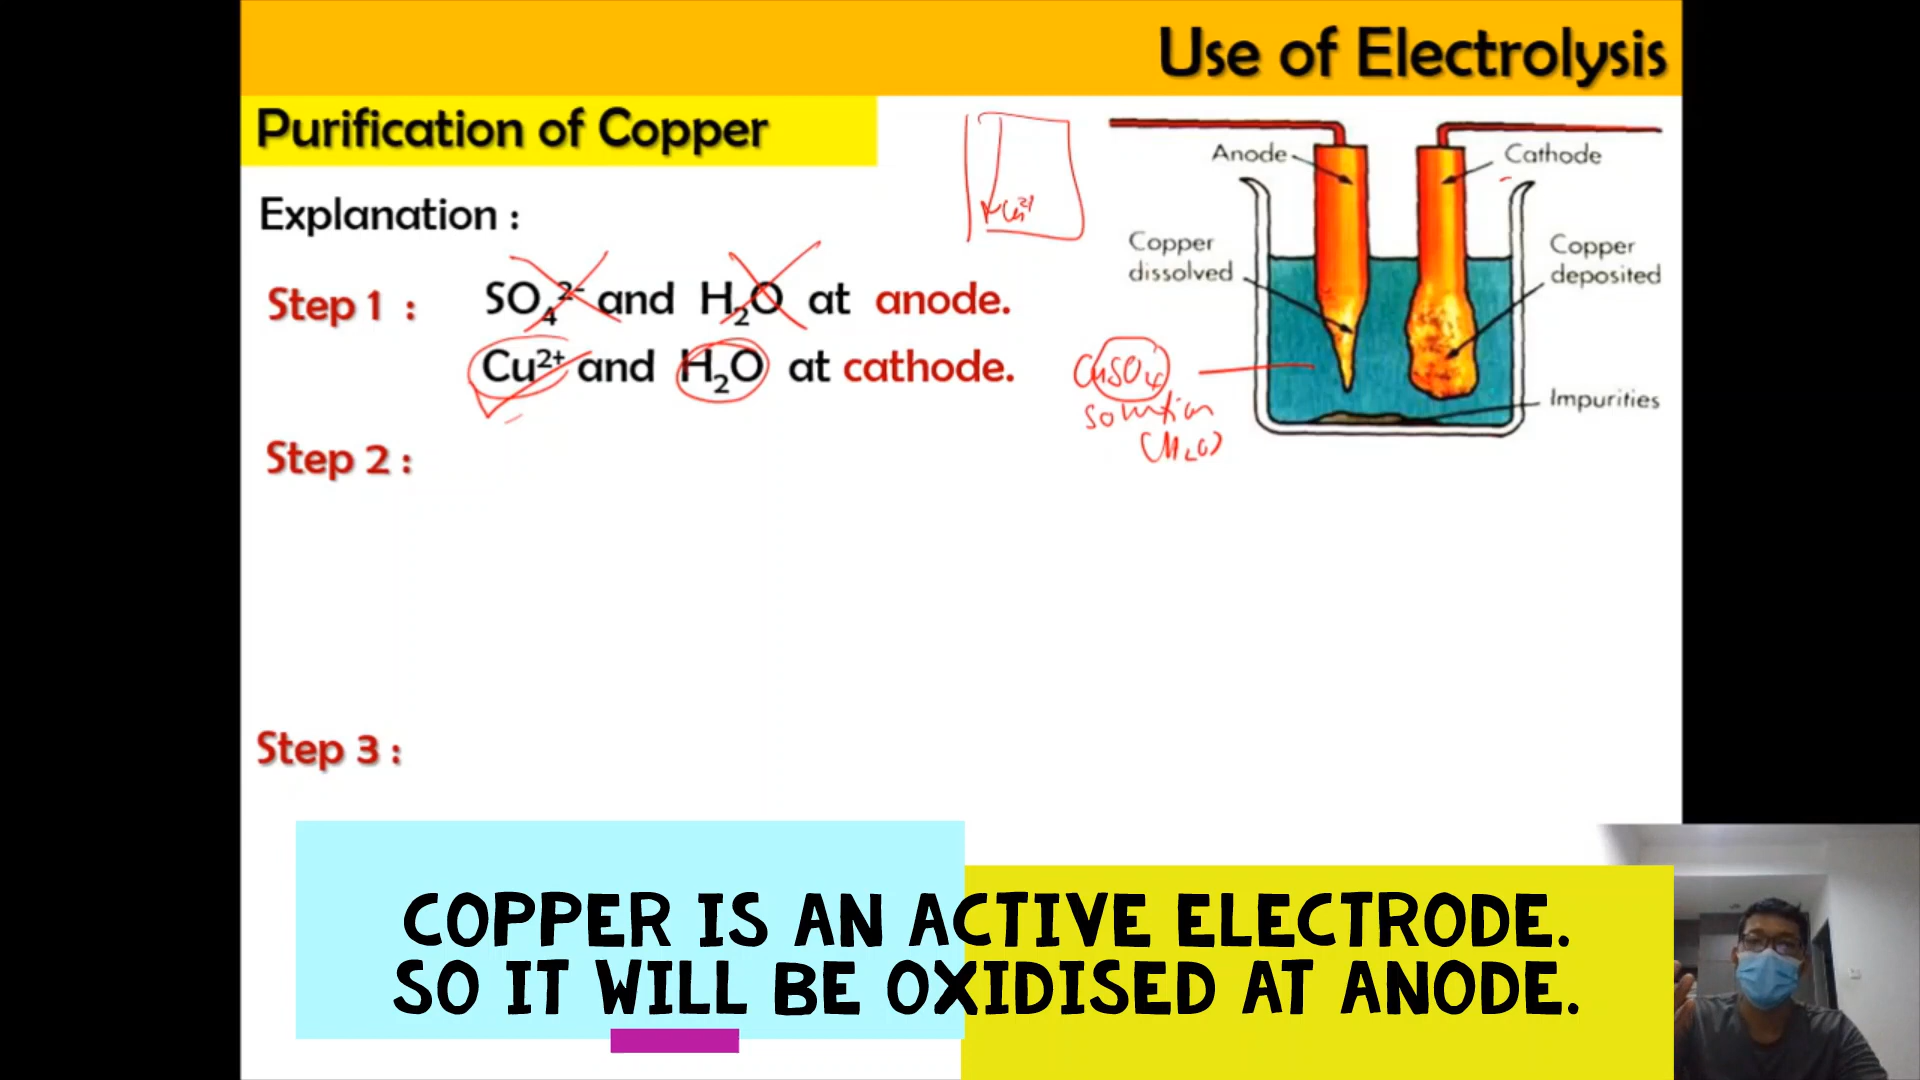 Use of Electrolysis
Purification of Copper
Explanation :
Step 1 : SO₄²⁻ and H₂O at anode.
Cu²⁺ and H₂O at cathode.
Step 2 :
Step 3 :
Cu²⁺
Anode
Cathode
Copper
dissolved
Copper
deposited
Impurities
CuSO₄
solution
(H₂O)
COPPER IS AN ACTIVE ELECTRODE.
SO IT WILL BE OXIDISED AT ANODE.